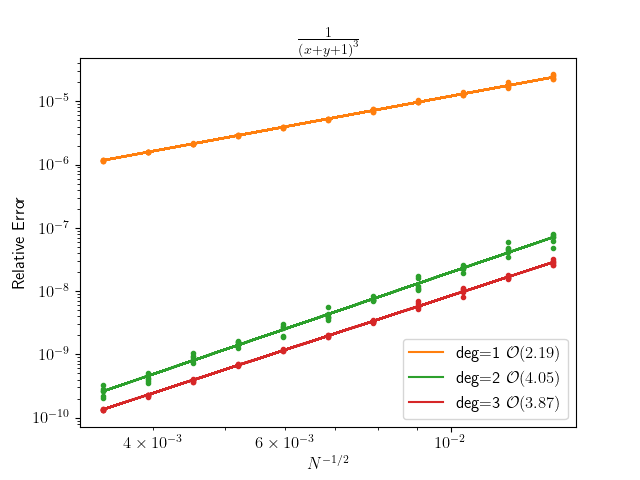 1/(x+y+1)^3
10^{-5}
10^{-6}
10^{-7}
10^{-8}
10^{-9}
10^{-10}
Relative Error
deg=1 𝒪(2.19)
deg=2 𝒪(4.05)
deg=3 𝒪(3.87)
4 × 10^{-3} 6 × 10^{-3} 10^{-2}
N^{-1/2}